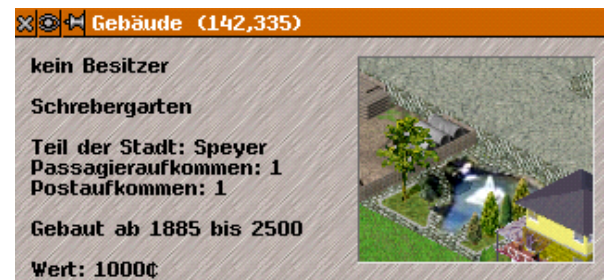 Gebäude (142,335)
kein Besitzer
Schrebergarten
Teil der Stadt: Speyer
Passagieraufkommen: 1
Postaufkommen: 1
Gebaut ab 1885 bis 2500
Wert: 1000¢